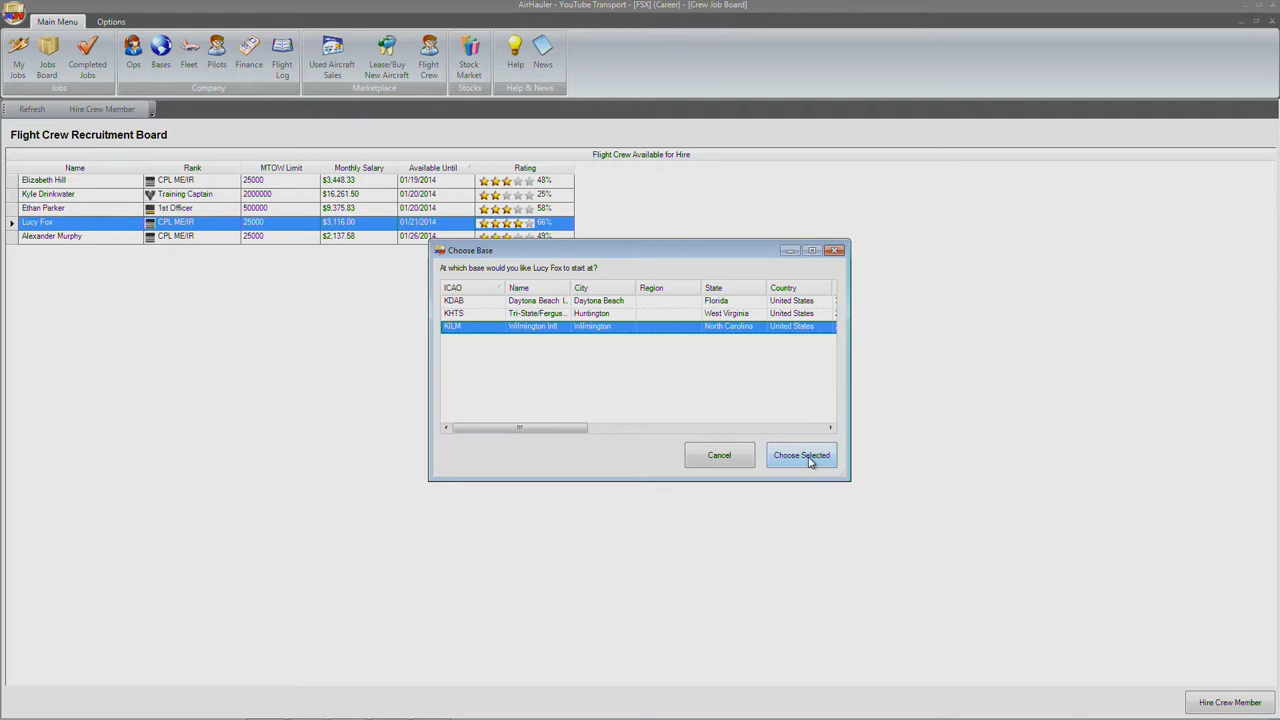 AirHauler - YouTube Transport - [FSX] (Career) - [Crew Job Board]
Main Menu Options
My Jobs
Jobs Board
Completed Jobs
Ops
Bases
Fleet
Pilots
Finance
Flight Log
Used Aircraft Sales
Lease/Buy New Aircraft
Flight Crew
Stock Market
Help
News
Jobs Company Marketplace Stocks Help & News
Refresh Hire Crew Member
Flight Crew Recruitment Board
Flight Crew Available for Hire
Name Rank MTOW Limit Monthly Salary Available Until Rating
Elizabeth Hill CPL ME/IR 25000 $3,448.33 01/19/2014 48%
Kyle Drinkwater Training Captain 2000000 $16,261.50 01/20/2014 25%
Ethan Parker 1st Officer 500000 $9,375.83 01/20/2014 58%
Lucy Fox CPL ME/IR 25000 $3,116.00 01/21/2014 66%
Alexander Murphy CPL ME/IR 25000 $2,137.58 01/26/2014 49%
Choose Base
At which base would you like Lucy Fox to start at?
ICAO Name City Region State Country
KDAB Daytona Beach I... Daytona Beach Florida United States
KHTS Tri-State/Fergus... Huntington West Virginia United States
KILM Wilmington Intl Wilmington North Carolina United States
Cancel Choose Selected
Hire Crew Member